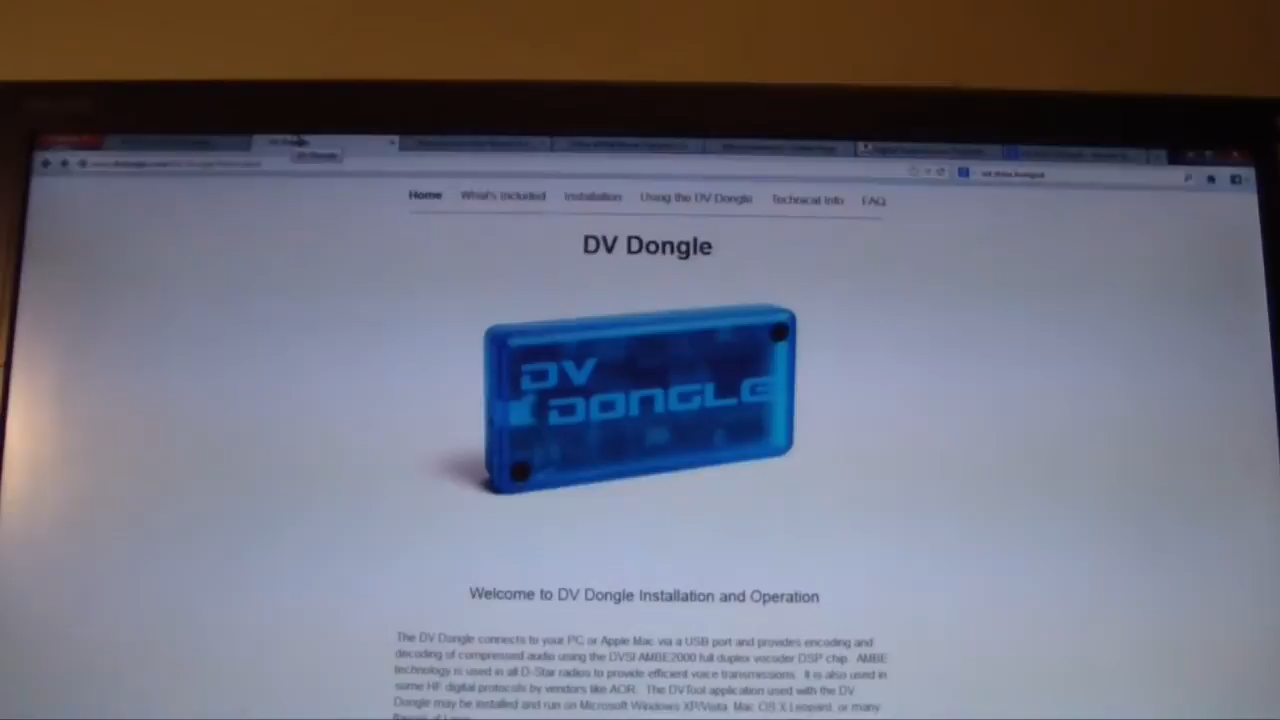 Home What's Included Installation Using the DV Dongle Technical Info FAQ
DV Dongle
DV
DONGLE
Welcome to DV Dongle Installation and Operation
The DV Dongle connects to your PC or Apple Mac via a USB port and provides encoding and
decoding of compressed audio using the DVSI AMBE2000 full duplex vocoder DSP chip. AMBE
technology is used in all D-Star radios to provide efficient voice transmissions. It is also used in
some HF digital protocols by vendors like AOR. The DVTool application used with the DV
Dongle may be installed and run on Microsoft Windows XP/Vista, Mac OS X Leopard, or many